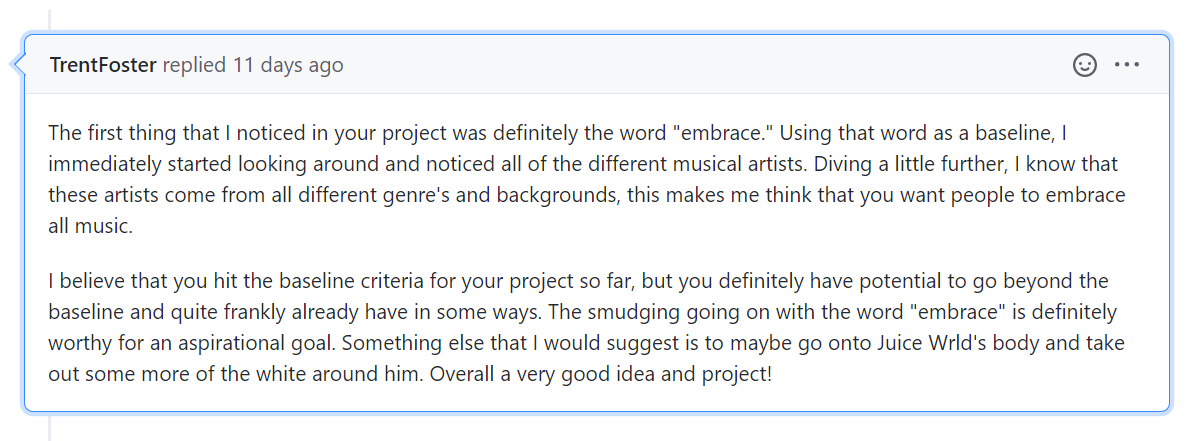 TrentFoster replied 11 days ago
The first thing that I noticed in your project was definitely the word "embrace." Using that word as a baseline, I
immediately started looking around and noticed all of the different musical artists. Diving a little further, I know that
these artists come from all different genre's and backgrounds, this makes me think that you want people to embrace
all music.
I believe that you hit the baseline criteria for your project so far, but you definitely have potential to go beyond the
baseline and quite frankly already have in some ways. The smudging going on with the word "embrace" is definitely
worthy for an aspirational goal. Something else that I would suggest is to maybe go onto Juice Wrld's body and take
out some more of the white around him. Overall a very good idea and project!